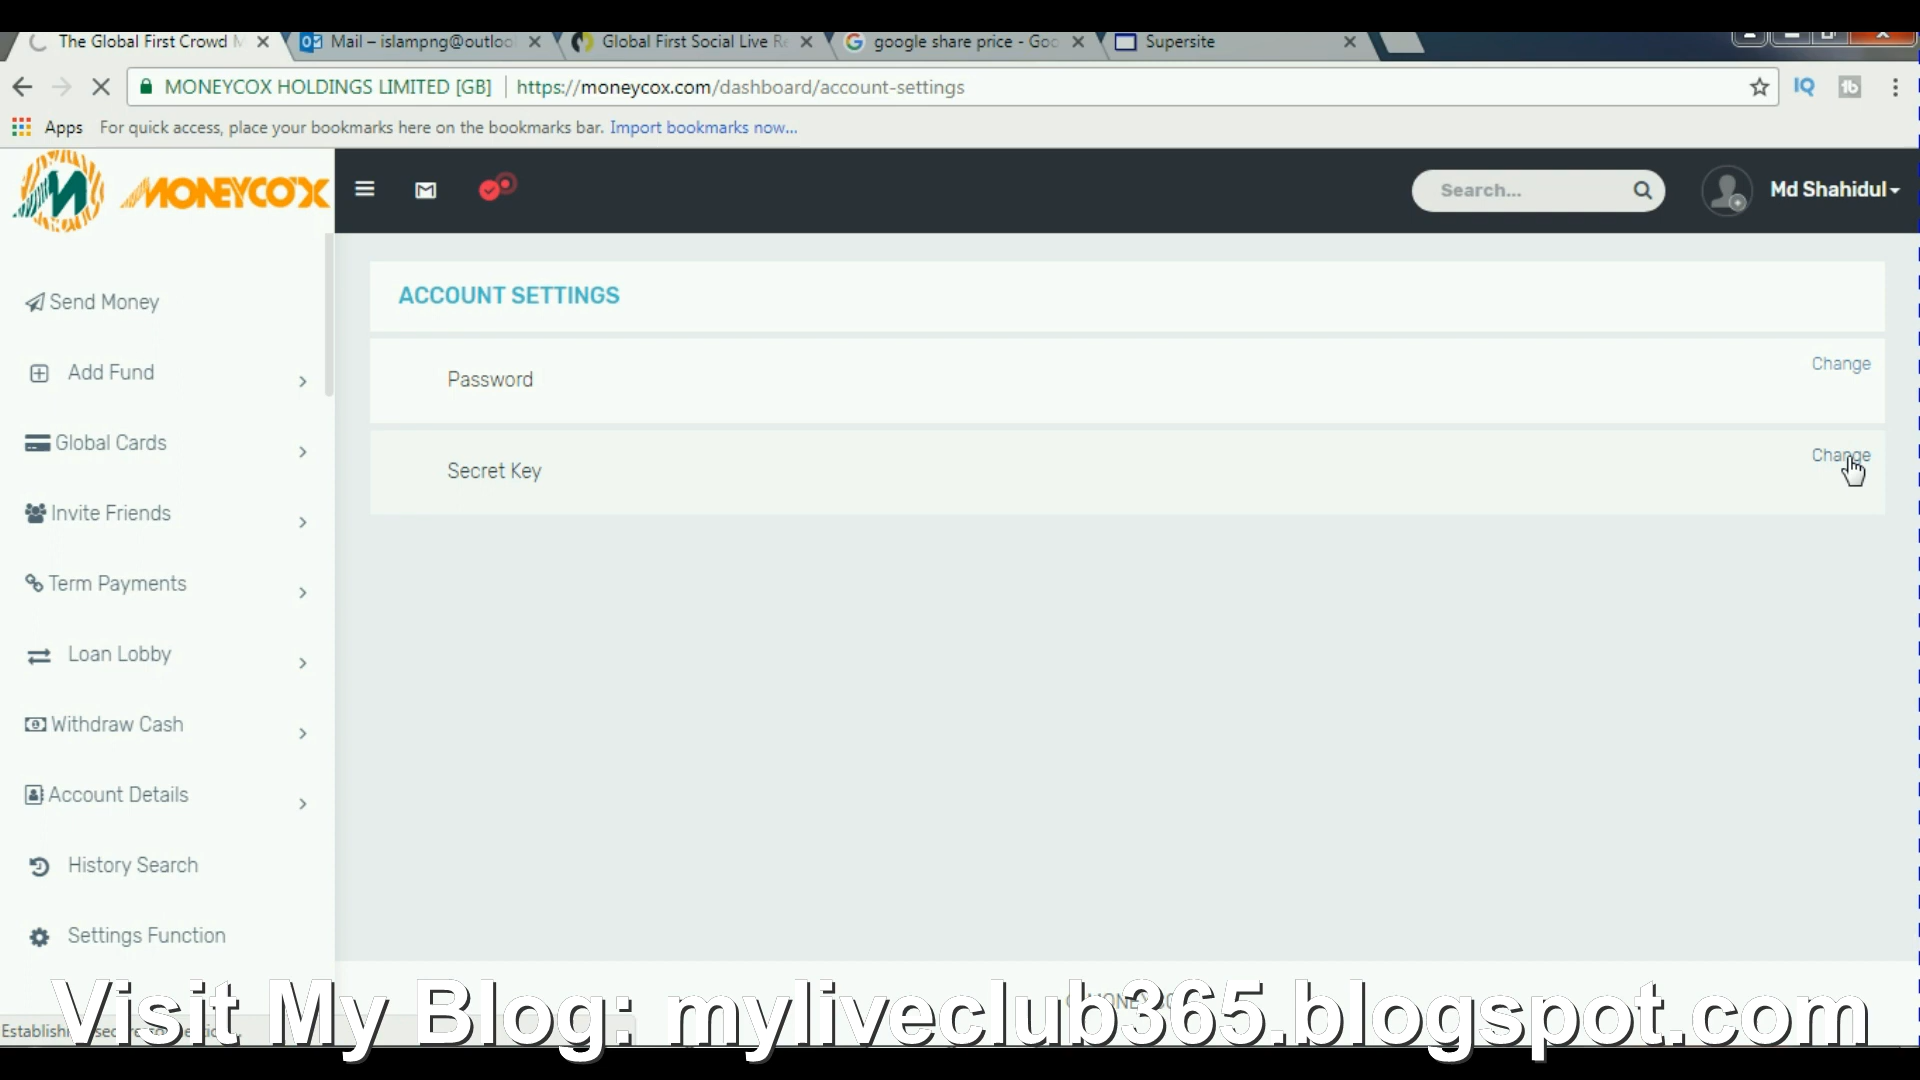 The Global First Crowd M
Mail – islampng@outloo
Global First Social Live Re
google share price - Goo
Supersite
MONEYCOX HOLDINGS LIMITED [GB] https://moneycox.com/dashboard/account-settings
Apps For quick access, place your bookmarks here on the bookmarks bar. Import bookmarks now...
MONEYCOX
Search...
Md Shahidul
Send Money
Add Fund
Global Cards
Invite Friends
Term Payments
Loan Lobby
Withdraw Cash
Account Details
History Search
Settings Function
ACCOUNT SETTINGS
Password
Change
Secret Key
Change
Visit My Blog: myliveclub365.blogspot.com